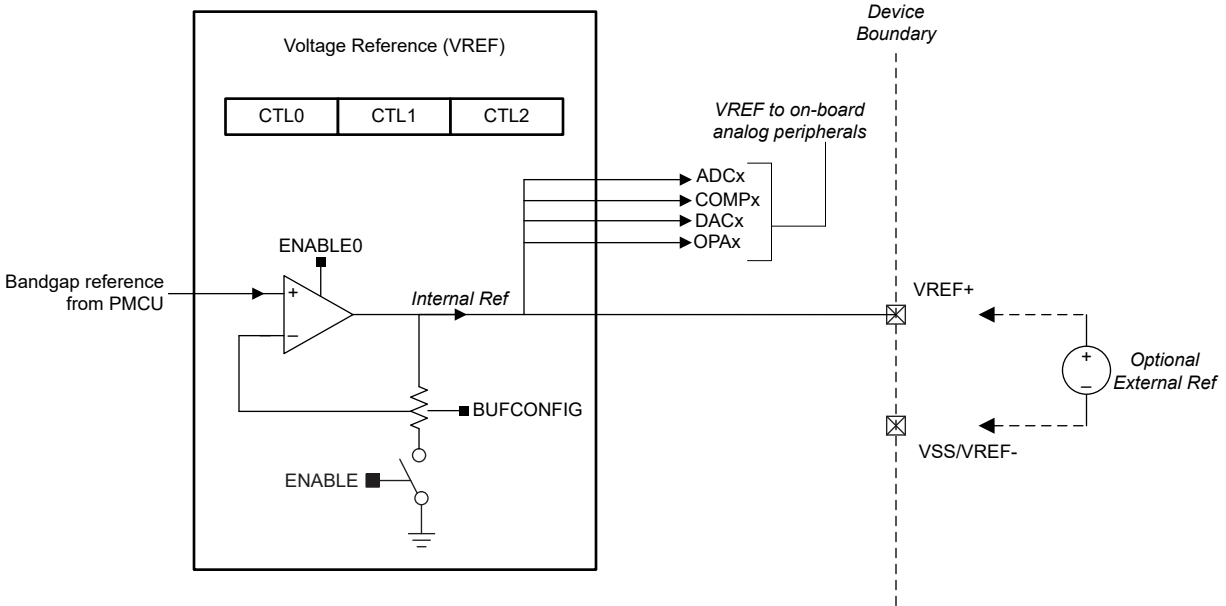 Device
Boundary
Voltage Reference (VREF)
CTL0 CTL1 CTL2
VREF to on-board
analog peripherals
ADCx
COMPx
DACx
OPAx
ENABLE0
Bandgap reference
from PMCU
+
−
Internal Ref
VREF+
+
−
Optional
External Ref
BUFCONFIG
VSS/VREF-
ENABLE